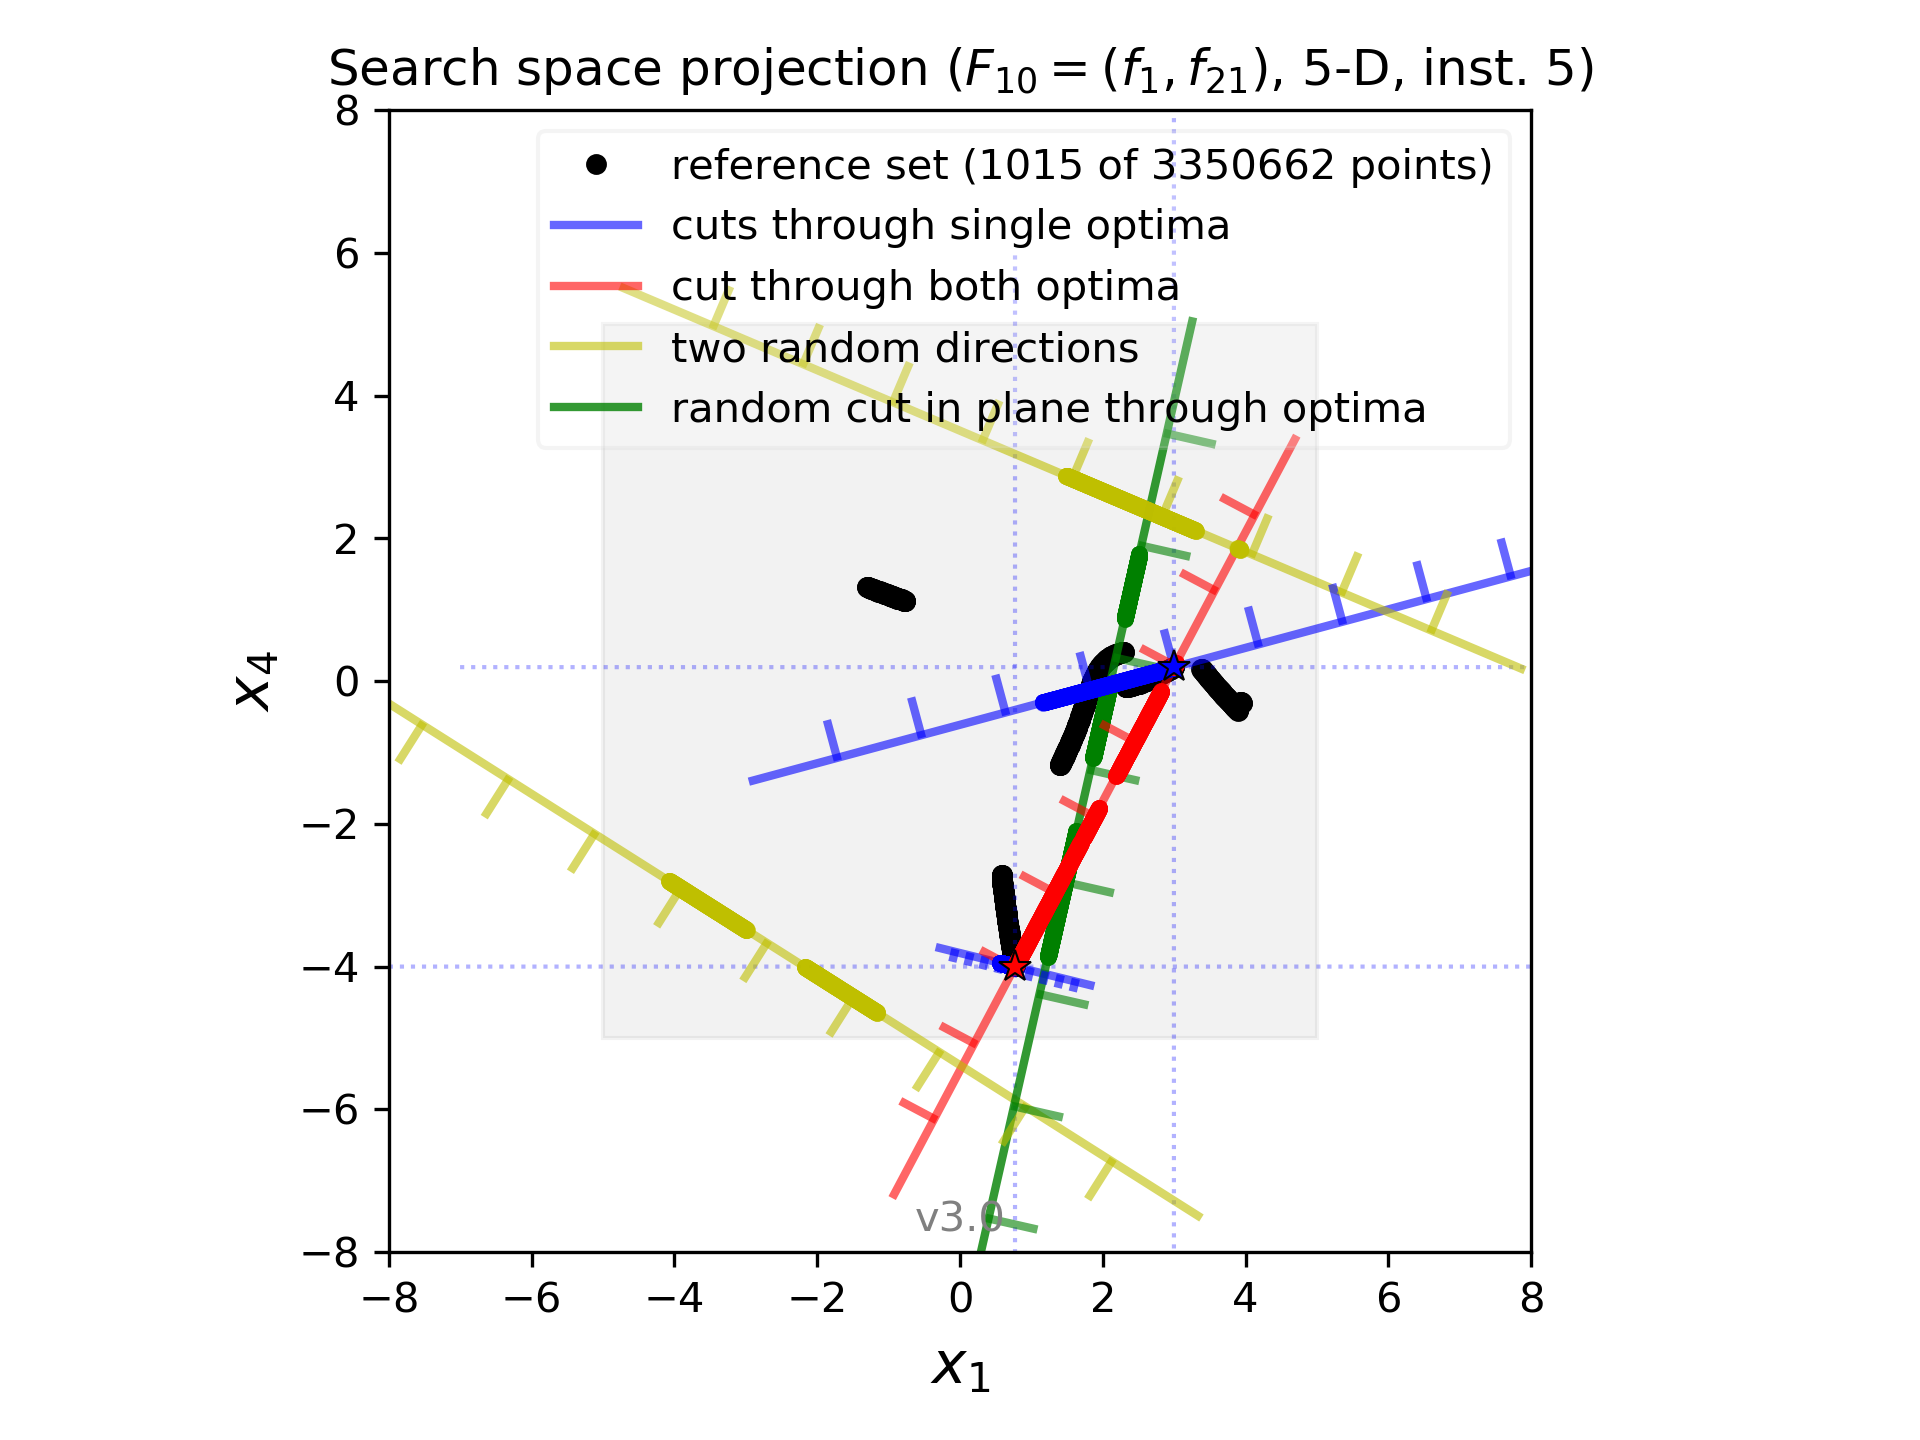 Search space projection (F₁₀ = (f₁, f₂₁), 5-D, inst. 5)
reference set (1015 of 3350662 points)
cuts through single optima
cut through both optima
two random directions
random cut in plane through optima
8
6
4
2
0
−2
−4
−6
−8
x₄
v3.0
−8 −6 −4 −2 0 2 4 6 8
x₁